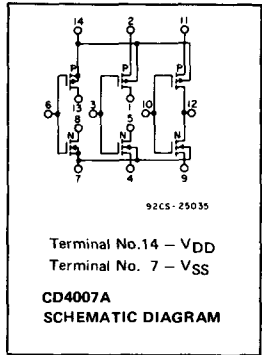 14 2 11
P P P
13 1
6 3 10 12
8 5
N N N
7 4 9
92CS-25035
Terminal No.14 – VDD
Terminal No. 7 – VSS
CD4007A
SCHEMATIC DIAGRAM